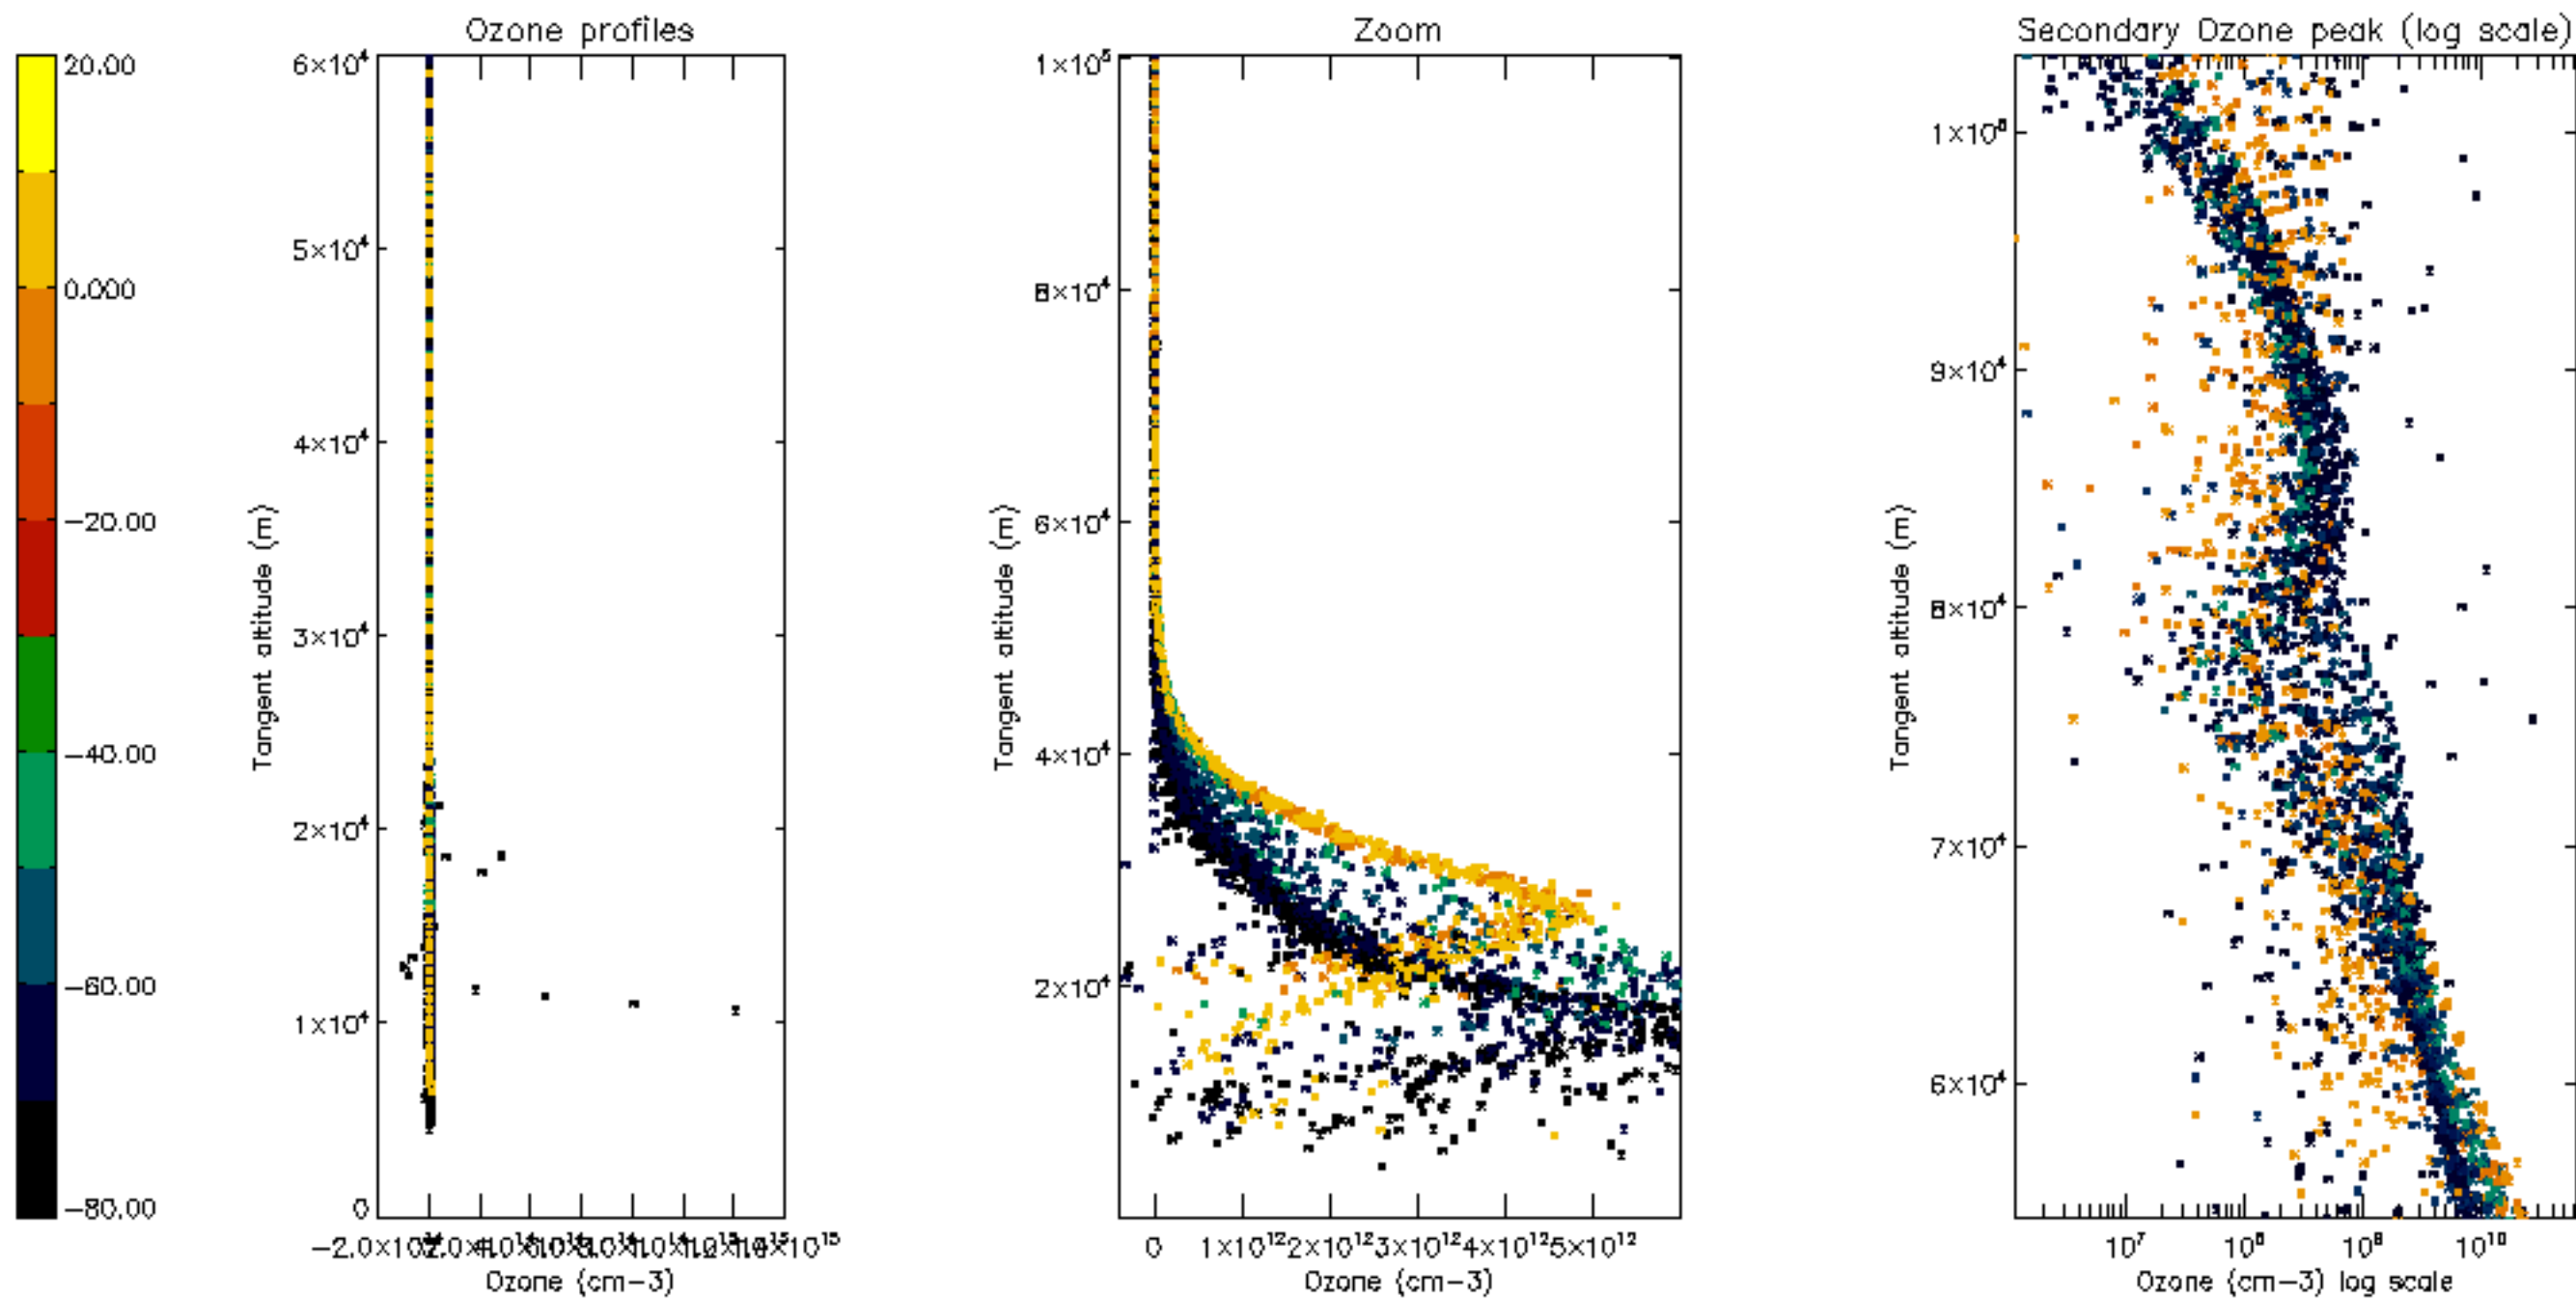 Ozone profiles
Zoom
Secondary Ozone peak (log scale)
20.00
0.000
−20.00
−40.00
−60.00
−80.00
6×10⁴
5×10⁴
4×10⁴
3×10⁴
2×10⁴
1×10⁴
0
Tangent altitude (m)
Ozone (cm−3)
1×10⁵
8×10⁴
6×10⁴
4×10⁴
2×10⁴
Tangent altitude (m)
0 1×10¹² 2×10¹² 3×10¹² 4×10¹² 5×10¹²
Ozone (cm−3)
9×10⁴
8×10⁴
7×10⁴
6×10⁴
Tangent altitude (m)
10⁷ 10⁸ 10⁹ 10¹⁰
Ozone (cm−3) log scale